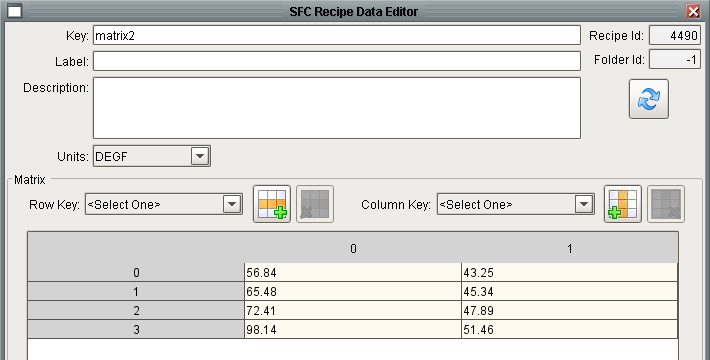 SFC Recipe Data Editor
Key: matrix2 Recipe Id: 4490
Label: Folder Id: -1
Description:
Units: DEGF
Matrix
Row Key: <Select One> Column Key: <Select One>
0 1
0 56.84 43.25
1 65.48 45.34
2 72.41 47.89
3 98.14 51.46